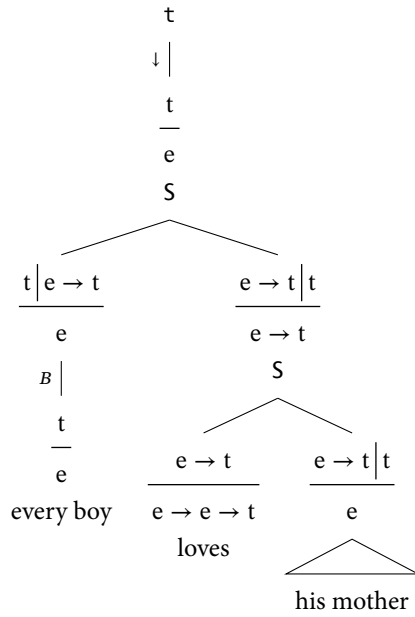 t
↓
t
e
S
t | e → t
e → t | t
e
e → t
B
S
t
e
e → t
e → t | t
e → e → t
e
every boy
loves
his mother